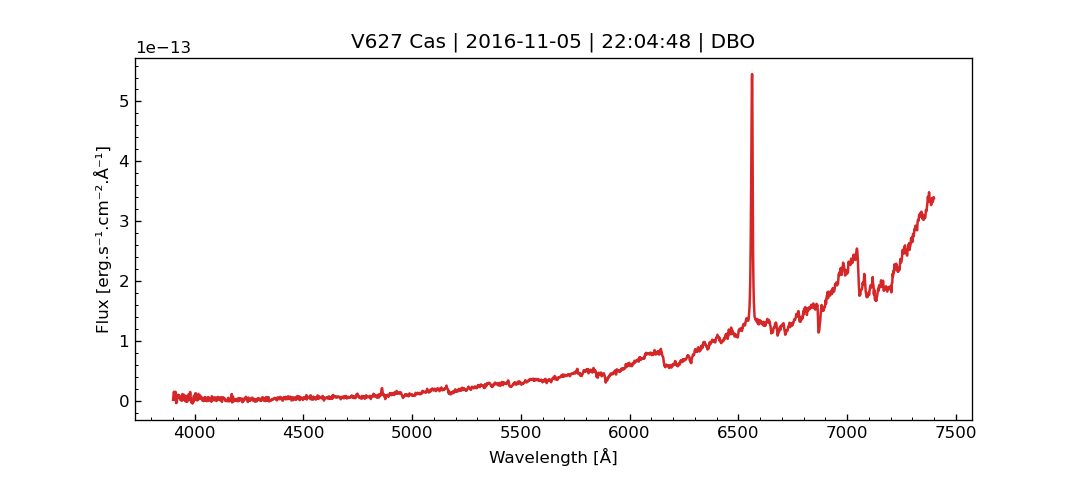 V627 Cas | 2016-11-05 | 22:04:48 | DBO
1e−13
5
4
3
2
1
0
Flux [erg.s⁻¹.cm⁻².Å⁻¹]
4000 4500 5000 5500 6000 6500 7000 7500
Wavelength [Å]